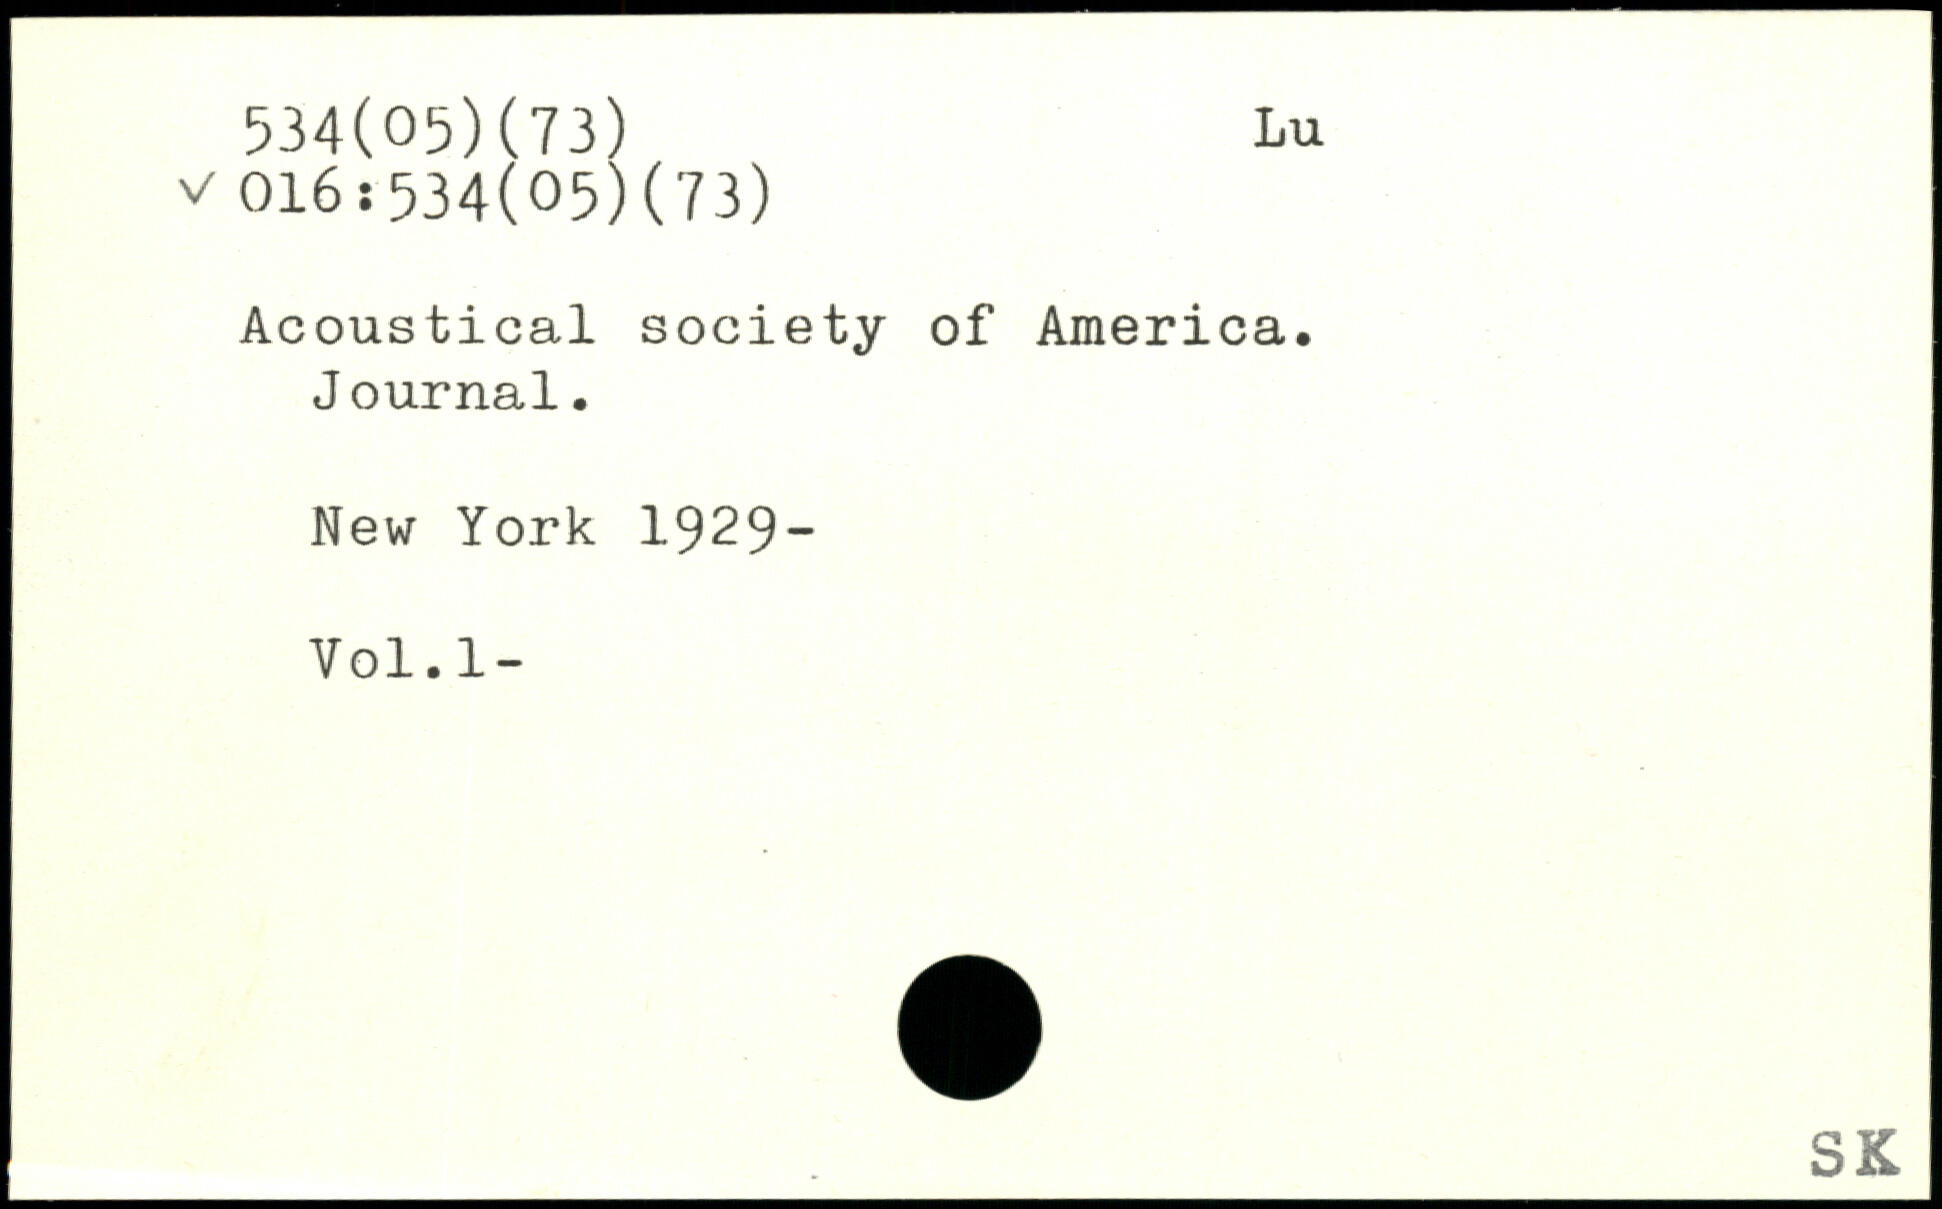 534(05)(73) Lu
✓ 016:534(05)(73)
Acoustical society of America.
Journal.
New York 1929-
Vol.1-
SK